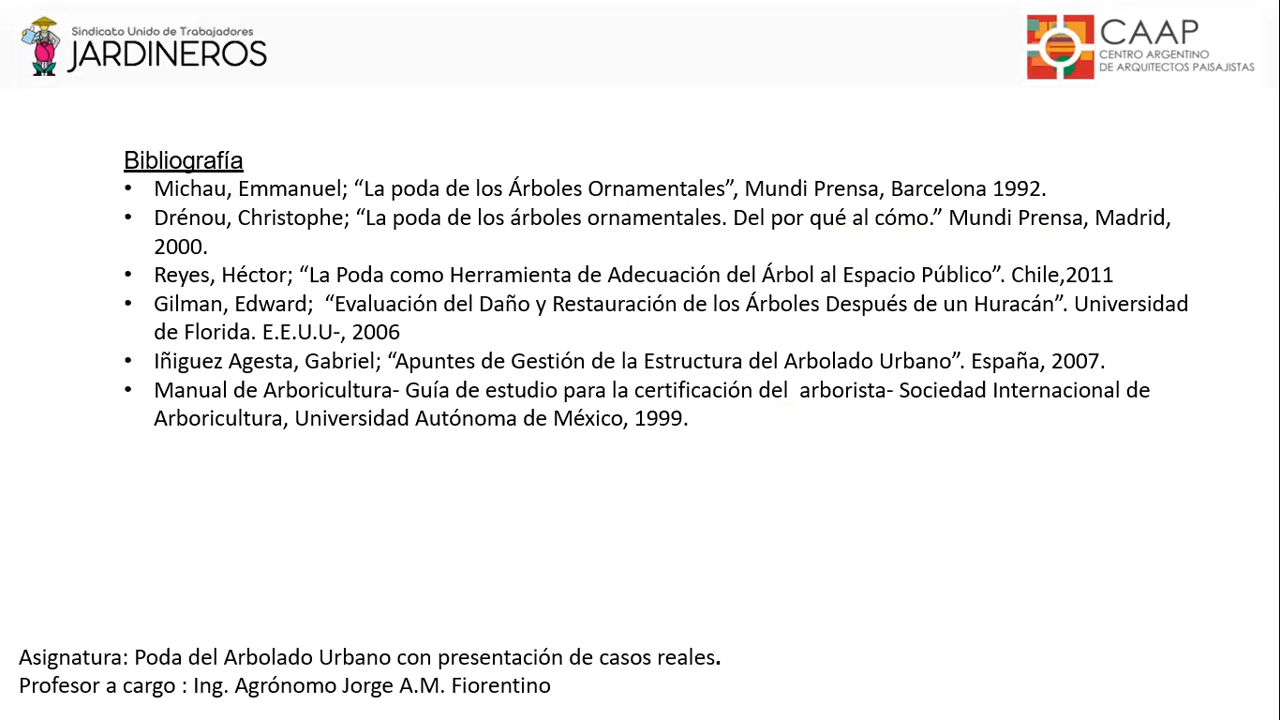 Sindicato Unido de Trabajadores
JARDINEROS
CAAP
CENTRO ARGENTINO
DE ARQUITECTOS PAISAJISTAS
Bibliografía
• Michau, Emmanuel; “La poda de los Árboles Ornamentales”, Mundi Prensa, Barcelona 1992.
• Drénou, Christophe; “La poda de los árboles ornamentales. Del por qué al cómo.” Mundi Prensa, Madrid,
2000.
• Reyes, Héctor; “La Poda como Herramienta de Adecuación del Árbol al Espacio Público”. Chile,2011
• Gilman, Edward;  “Evaluación del Daño y Restauración de los Árboles Después de un Huracán”. Universidad
de Florida. E.E.U.U-, 2006
• Iñiguez Agesta, Gabriel; “Apuntes de Gestión de la Estructura del Arbolado Urbano”. España, 2007.
• Manual de Arboricultura- Guía de estudio para la certificación del  arborista- Sociedad Internacional de
Arboricultura, Universidad Autónoma de México, 1999.
Asignatura: Poda del Arbolado Urbano con presentación de casos reales.
Profesor a cargo : Ing. Agrónomo Jorge A.M. Fiorentino